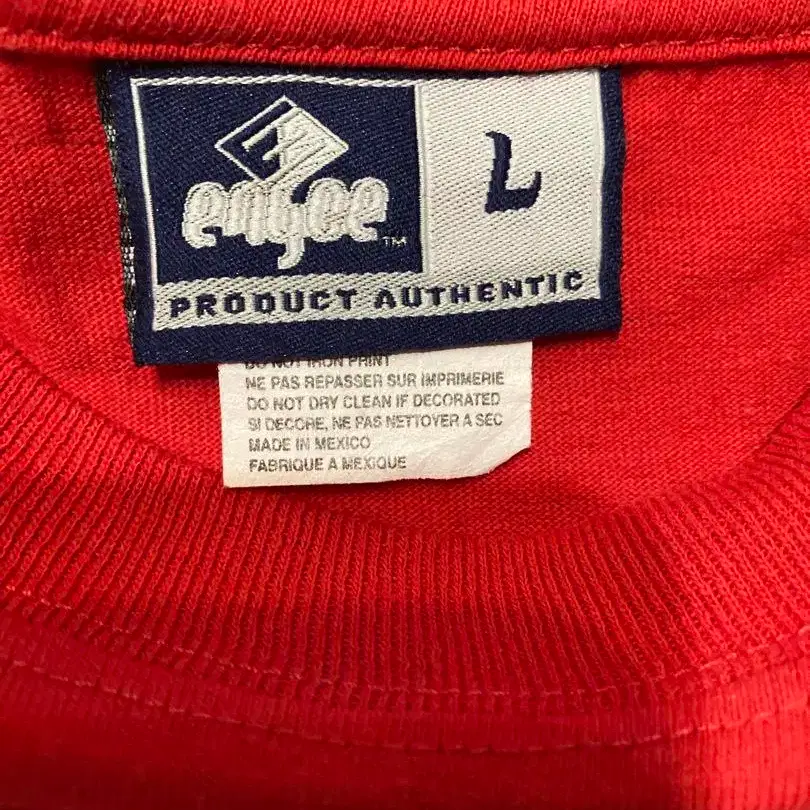 emgee™
L
PRODUCT AUTHENTIC
DO NOT IRON PRINT
NE PAS REPASSER SUR IMPRIMERIE
DO NOT DRY CLEAN IF DECORATED
SI DECORE, NE PAS NETTOYER A SEC
MADE IN MEXICO
FABRIQUE A MEXIQUE